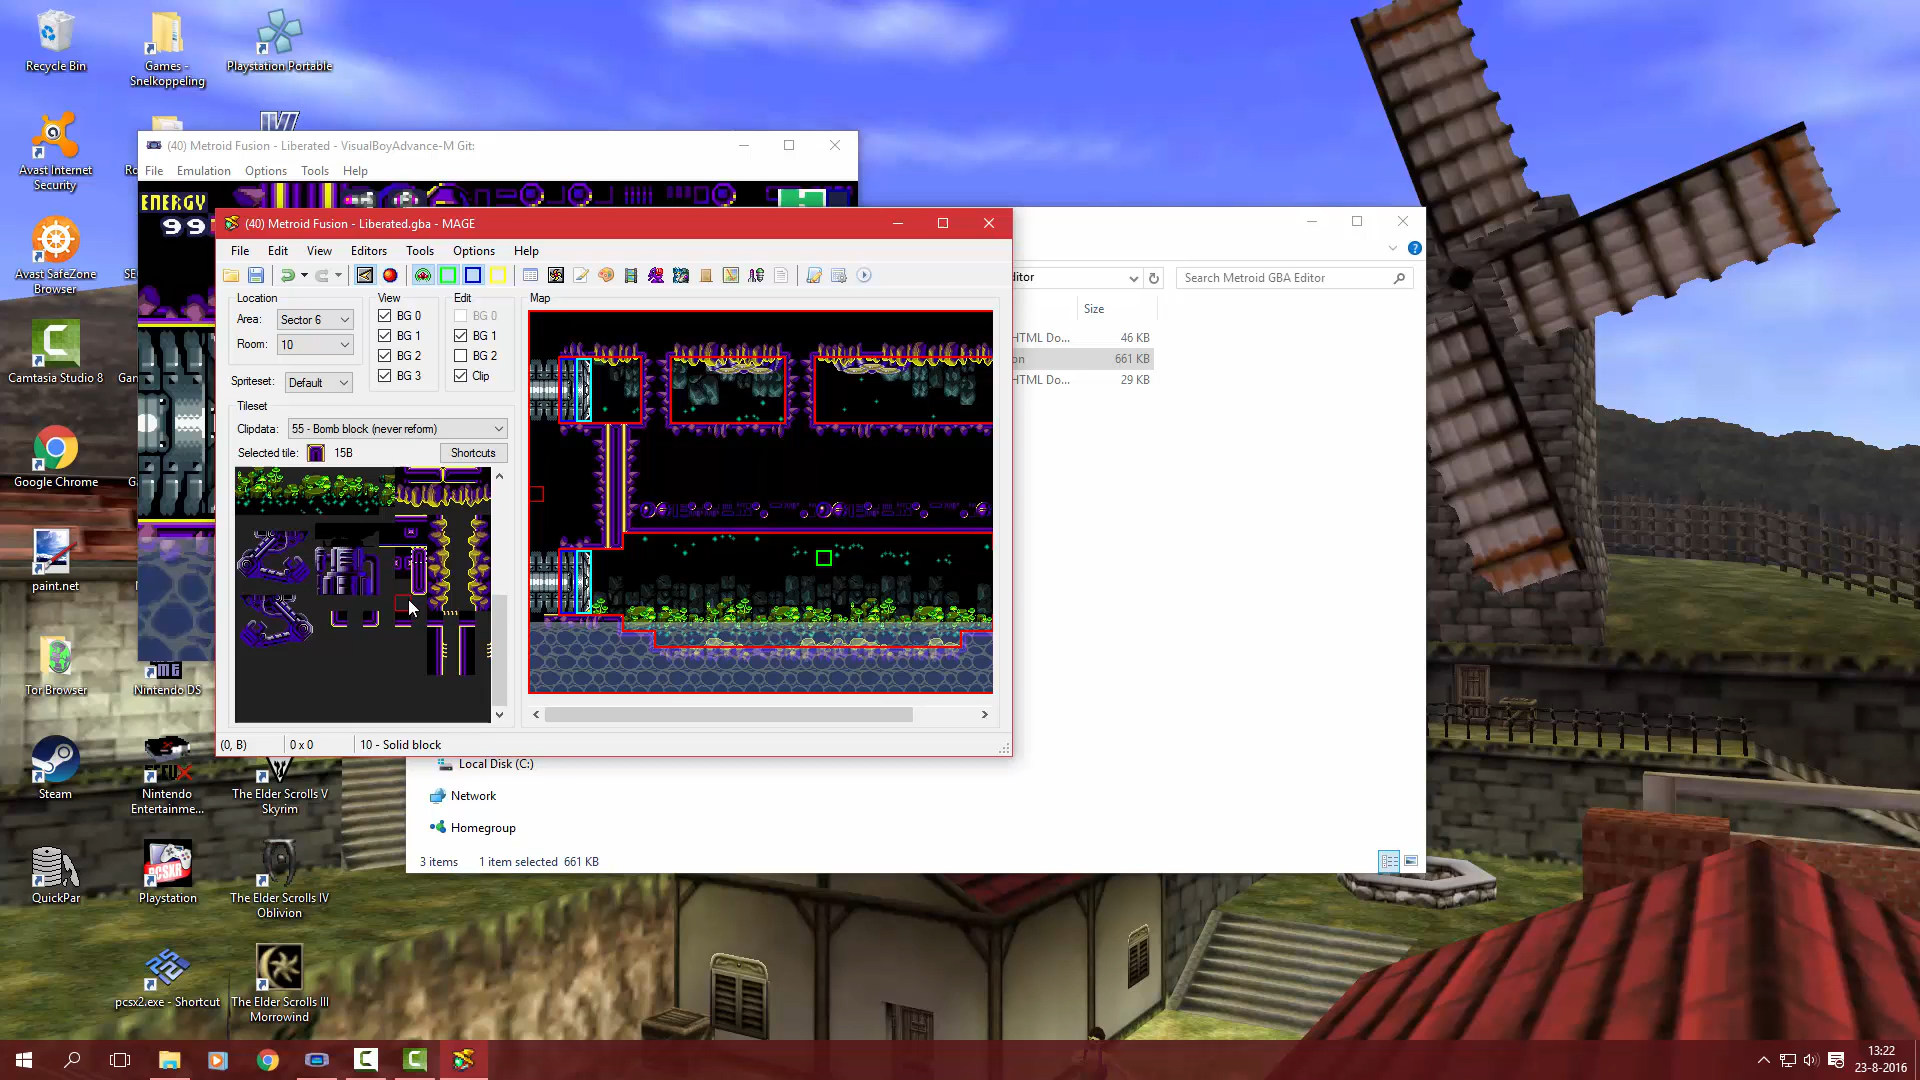 Recycle Bin
Games -
Snelkoppeling
Playstation Portable
Avast Internet
Security
Avast SafeZone
Browser
Camtasia Studio 8
Google Chrome
paint.net
Tor Browser
Nintendo DS
Steam
Nintendo
Entertainme...
The Elder Scrolls V
Skyrim
QuickPar
Playstation
The Elder Scrolls IV
Oblivion
pcsx2.exe - Shortcut
The Elder Scrolls III
Morrowind
(40) Metroid Fusion - Liberated - VisualBoyAdvance-M Git:
File Emulation Options Tools Help
ENERGY
99
(40) Metroid Fusion - Liberated.gba - MAGE
File Edit View Editors Tools Options Help
Location
Area: Sector 6
Room: 10
Spriteset: Default
View
BG 0
BG 1
BG 2
BG 3
Edit
BG 0
BG 1
BG 2
Clip
Tileset
Clipdata: 55 - Bomb block (never reform)
Selected tile: 15B
Shortcuts
Map
(0, B) 0 x 0 10 - Solid block
ditor
Search Metroid GBA Editor
Size
HTML Do... 46 KB
on 661 KB
HTML Do... 29 KB
Local Disk (C:)
Network
Homegroup
3 items 1 item selected 661 KB
13:22
23-8-2016